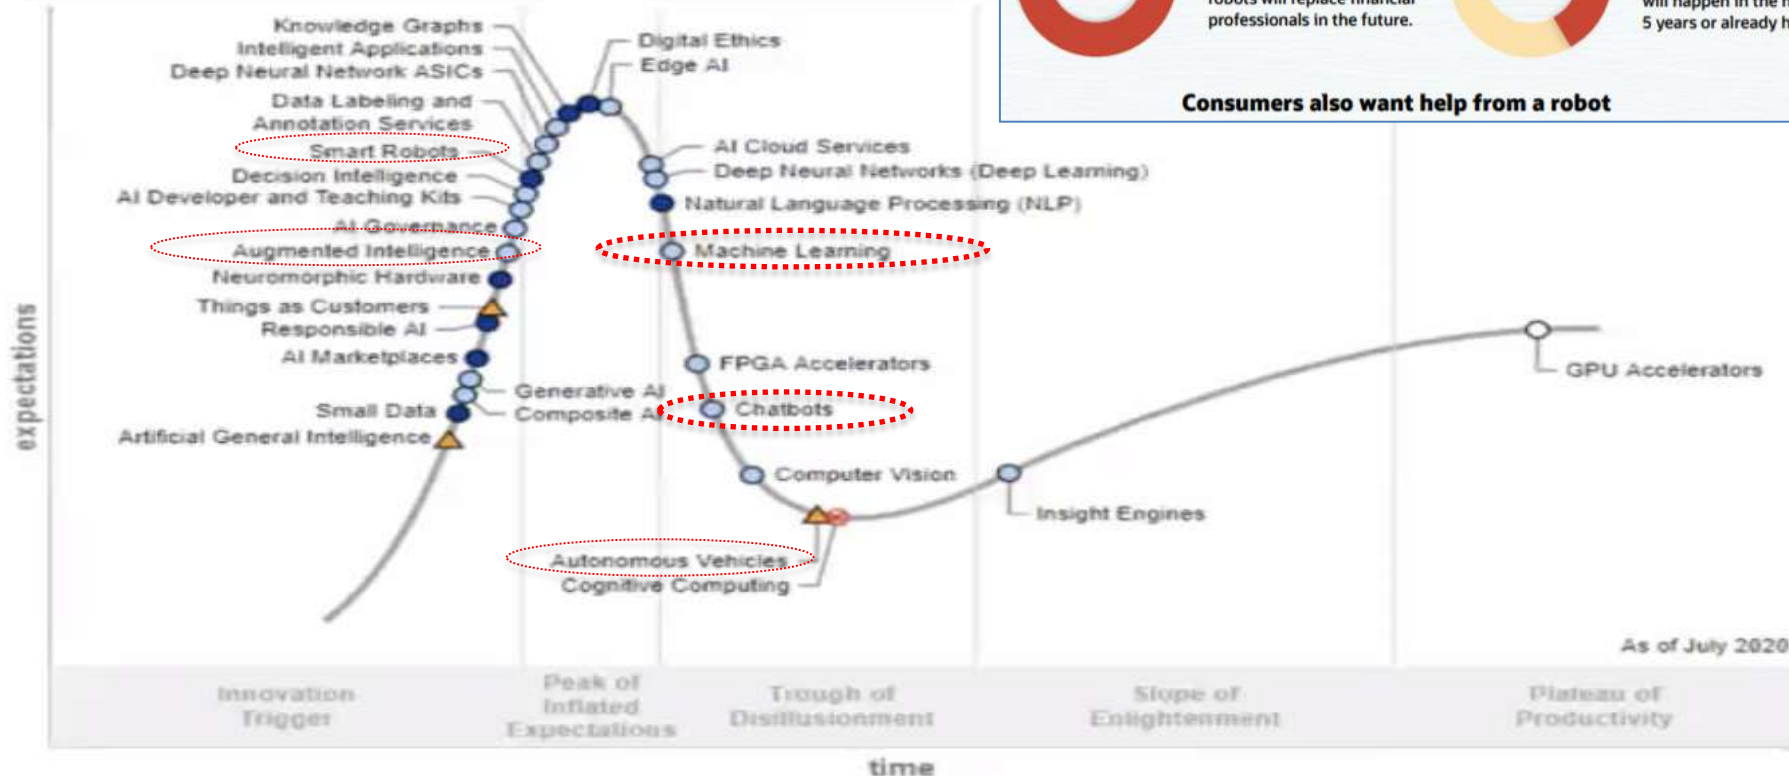 robots will replace financial
professionals in the future.
will happen in the
5 years or already
Consumers also want help from a robot
Knowledge Graphs
Intelligent Applications
Deep Neural Network ASICs
Data Labeling and
Annotation Services
Smart Robots
Decision Intelligence
AI Developer and Teaching Kits
AI Governance
Augmented Intelligence
Neuromorphic Hardware
Things as Customers
Responsible AI
AI Marketplaces
Generative AI
Small Data
Composite AI
Artificial General Intelligence
Digital Ethics
Edge AI
AI Cloud Services
Deep Neural Networks (Deep Learning)
Natural Language Processing (NLP)
Machine Learning
FPGA Accelerators
Chatbots
Computer Vision
Autonomous Vehicles
Cognitive Computing
Insight Engines
GPU Accelerators
expectations
As of July 2020
Innovation
Trigger
Peak of
Inflated
Expectations
Trough of
Disillusionment
Slope of
Enlightenment
Plateau of
Productivity
time